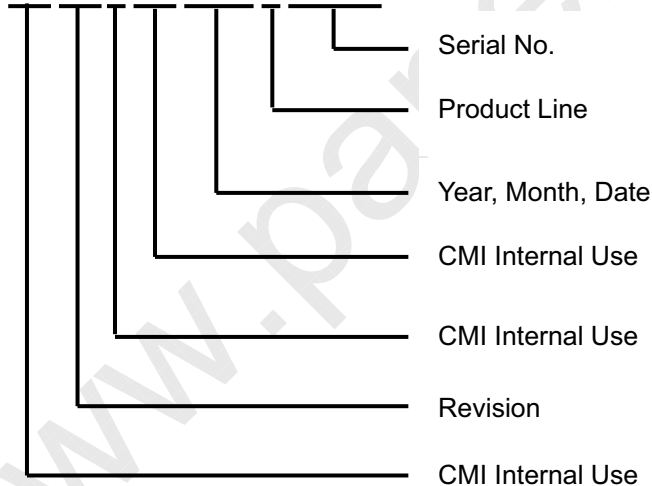 Serial No.
Product Line
Year, Month, Date
CMI Internal Use
CMI Internal Use
Revision
CMI Internal Use